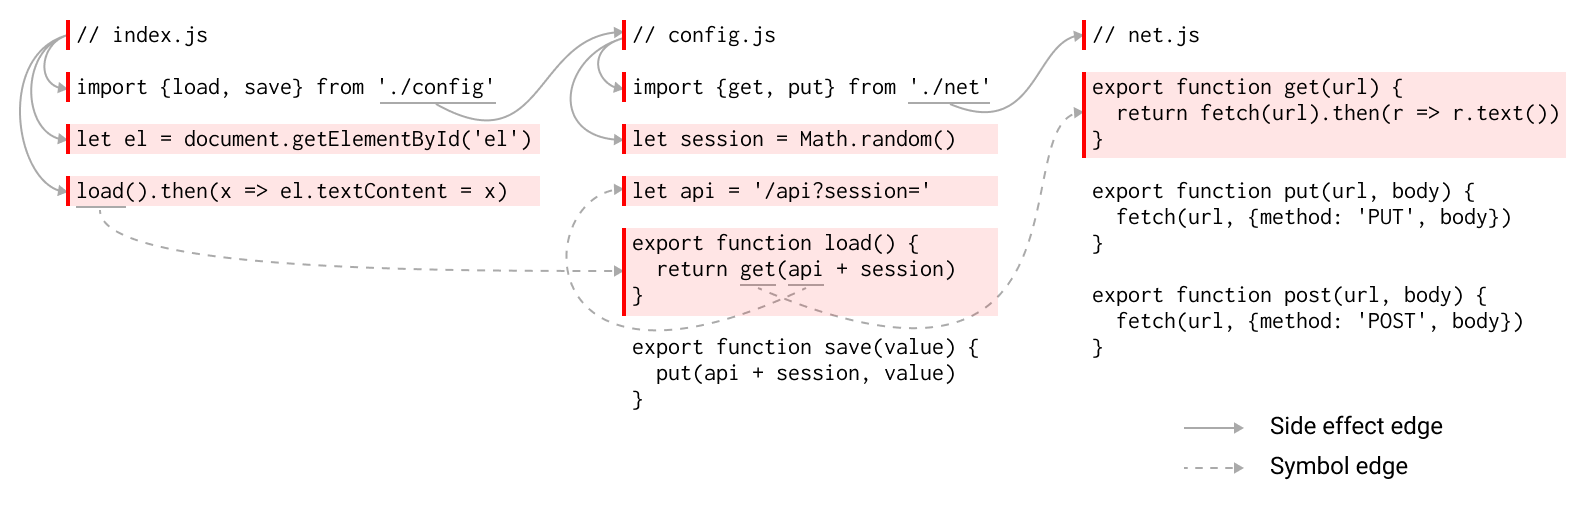 // index.js
import {load, save} from './config'
let el = document.getElementById('el')
load().then(x => el.textContent = x)
// config.js
import {get, put} from './net'
let session = Math.random()
let api = '/api?session='
export function load() {
  return get(api + session)
}
export function save(value) {
  put(api + session, value)
}
// net.js
export function get(url) {
  return fetch(url).then(r => r.text())
}
export function put(url, body) {
  fetch(url, {method: 'PUT', body})
}
export function post(url, body) {
  fetch(url, {method: 'POST', body})
}
Side effect edge
Symbol edge